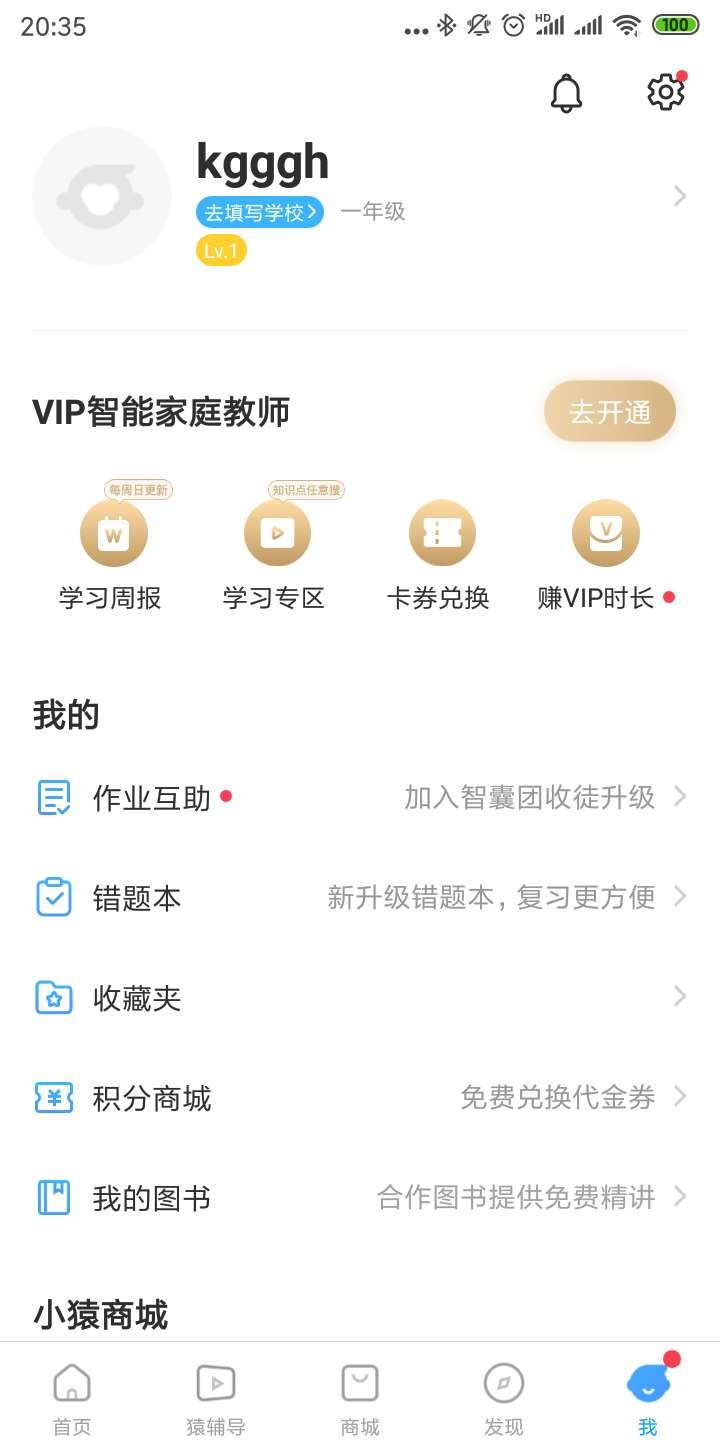 20:35
HD
100
kgggh
去填写学校
一年级
Lv.1
VIP智能家庭教师
去开通
每周日更新
知识点任意搜
W
V
学习周报
学习专区
卡券兑换
赚VIP时长
我的
作业互助
加入智囊团收徒升级
错题本
新升级错题本，复习更方便
收藏夹
积分商城
免费兑换代金券
我的图书
合作图书提供免费精讲
小猿商城
首页
猿辅导
商城
发现
我